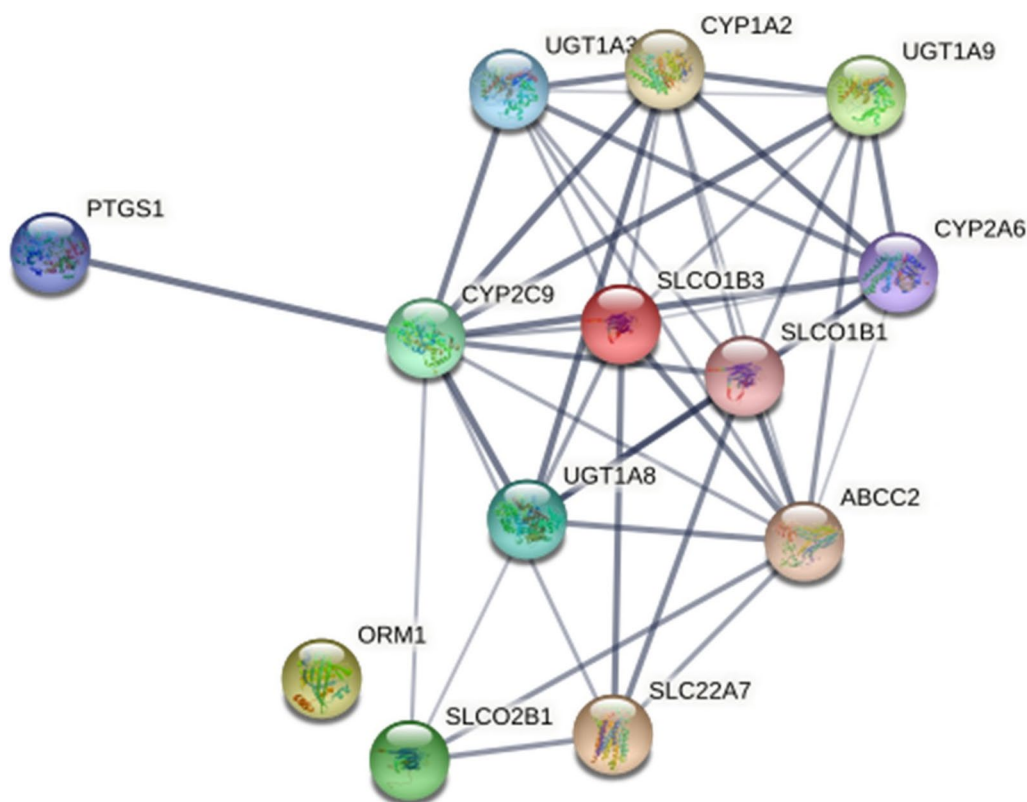 CYP1A2
UGT1A3
UGT1A9
PTGS1
CYP2A6
SLCO1B3
CYP2C9
SLCO1B1
UGT1A8
ABCC2
ORM1
SLC22A7
SLCO2B1